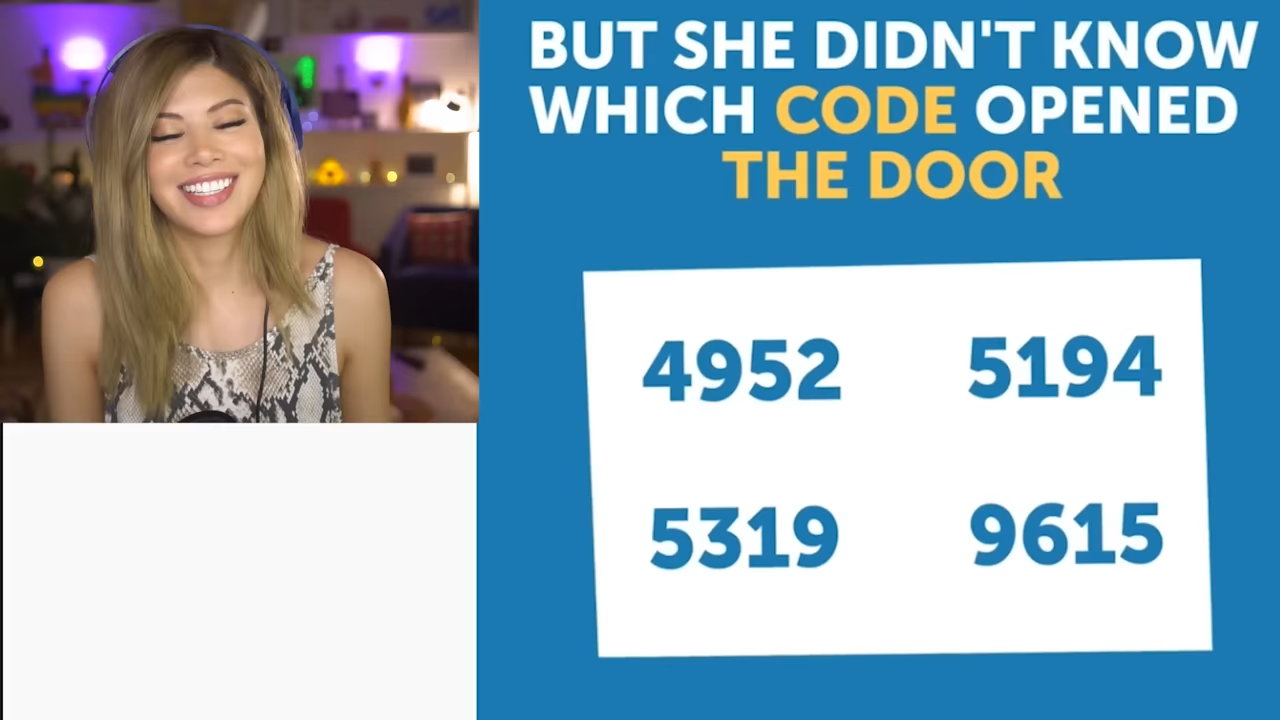 BUT SHE DIDN'T KNOW
WHICH CODE OPENED
THE DOOR
4952 5194
5319 9615